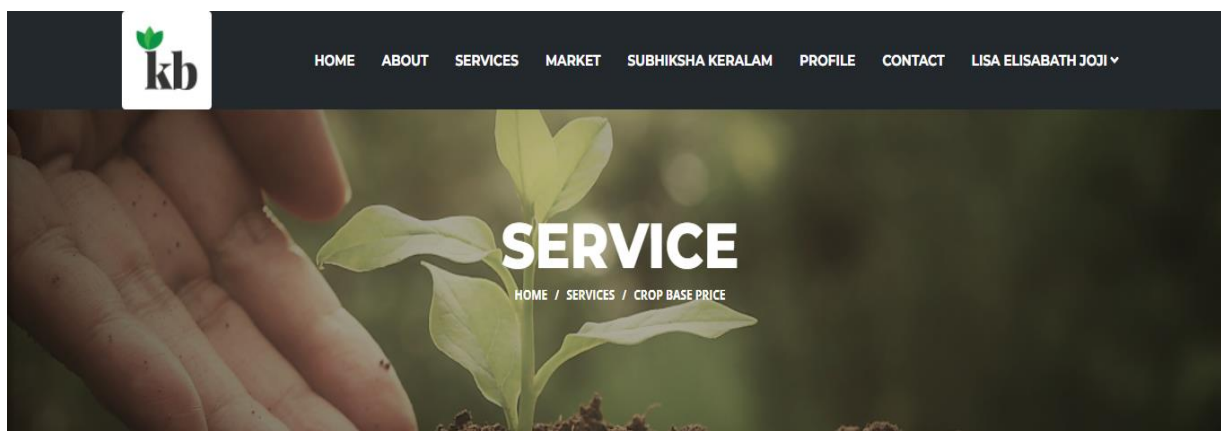 kb
HOME ABOUT SERVICES MARKET SUBHIKSHA KERALAM PROFILE CONTACT LISA ELISABATH JOJI
SERVICE
HOME / SERVICES / CROP BASE PRICE